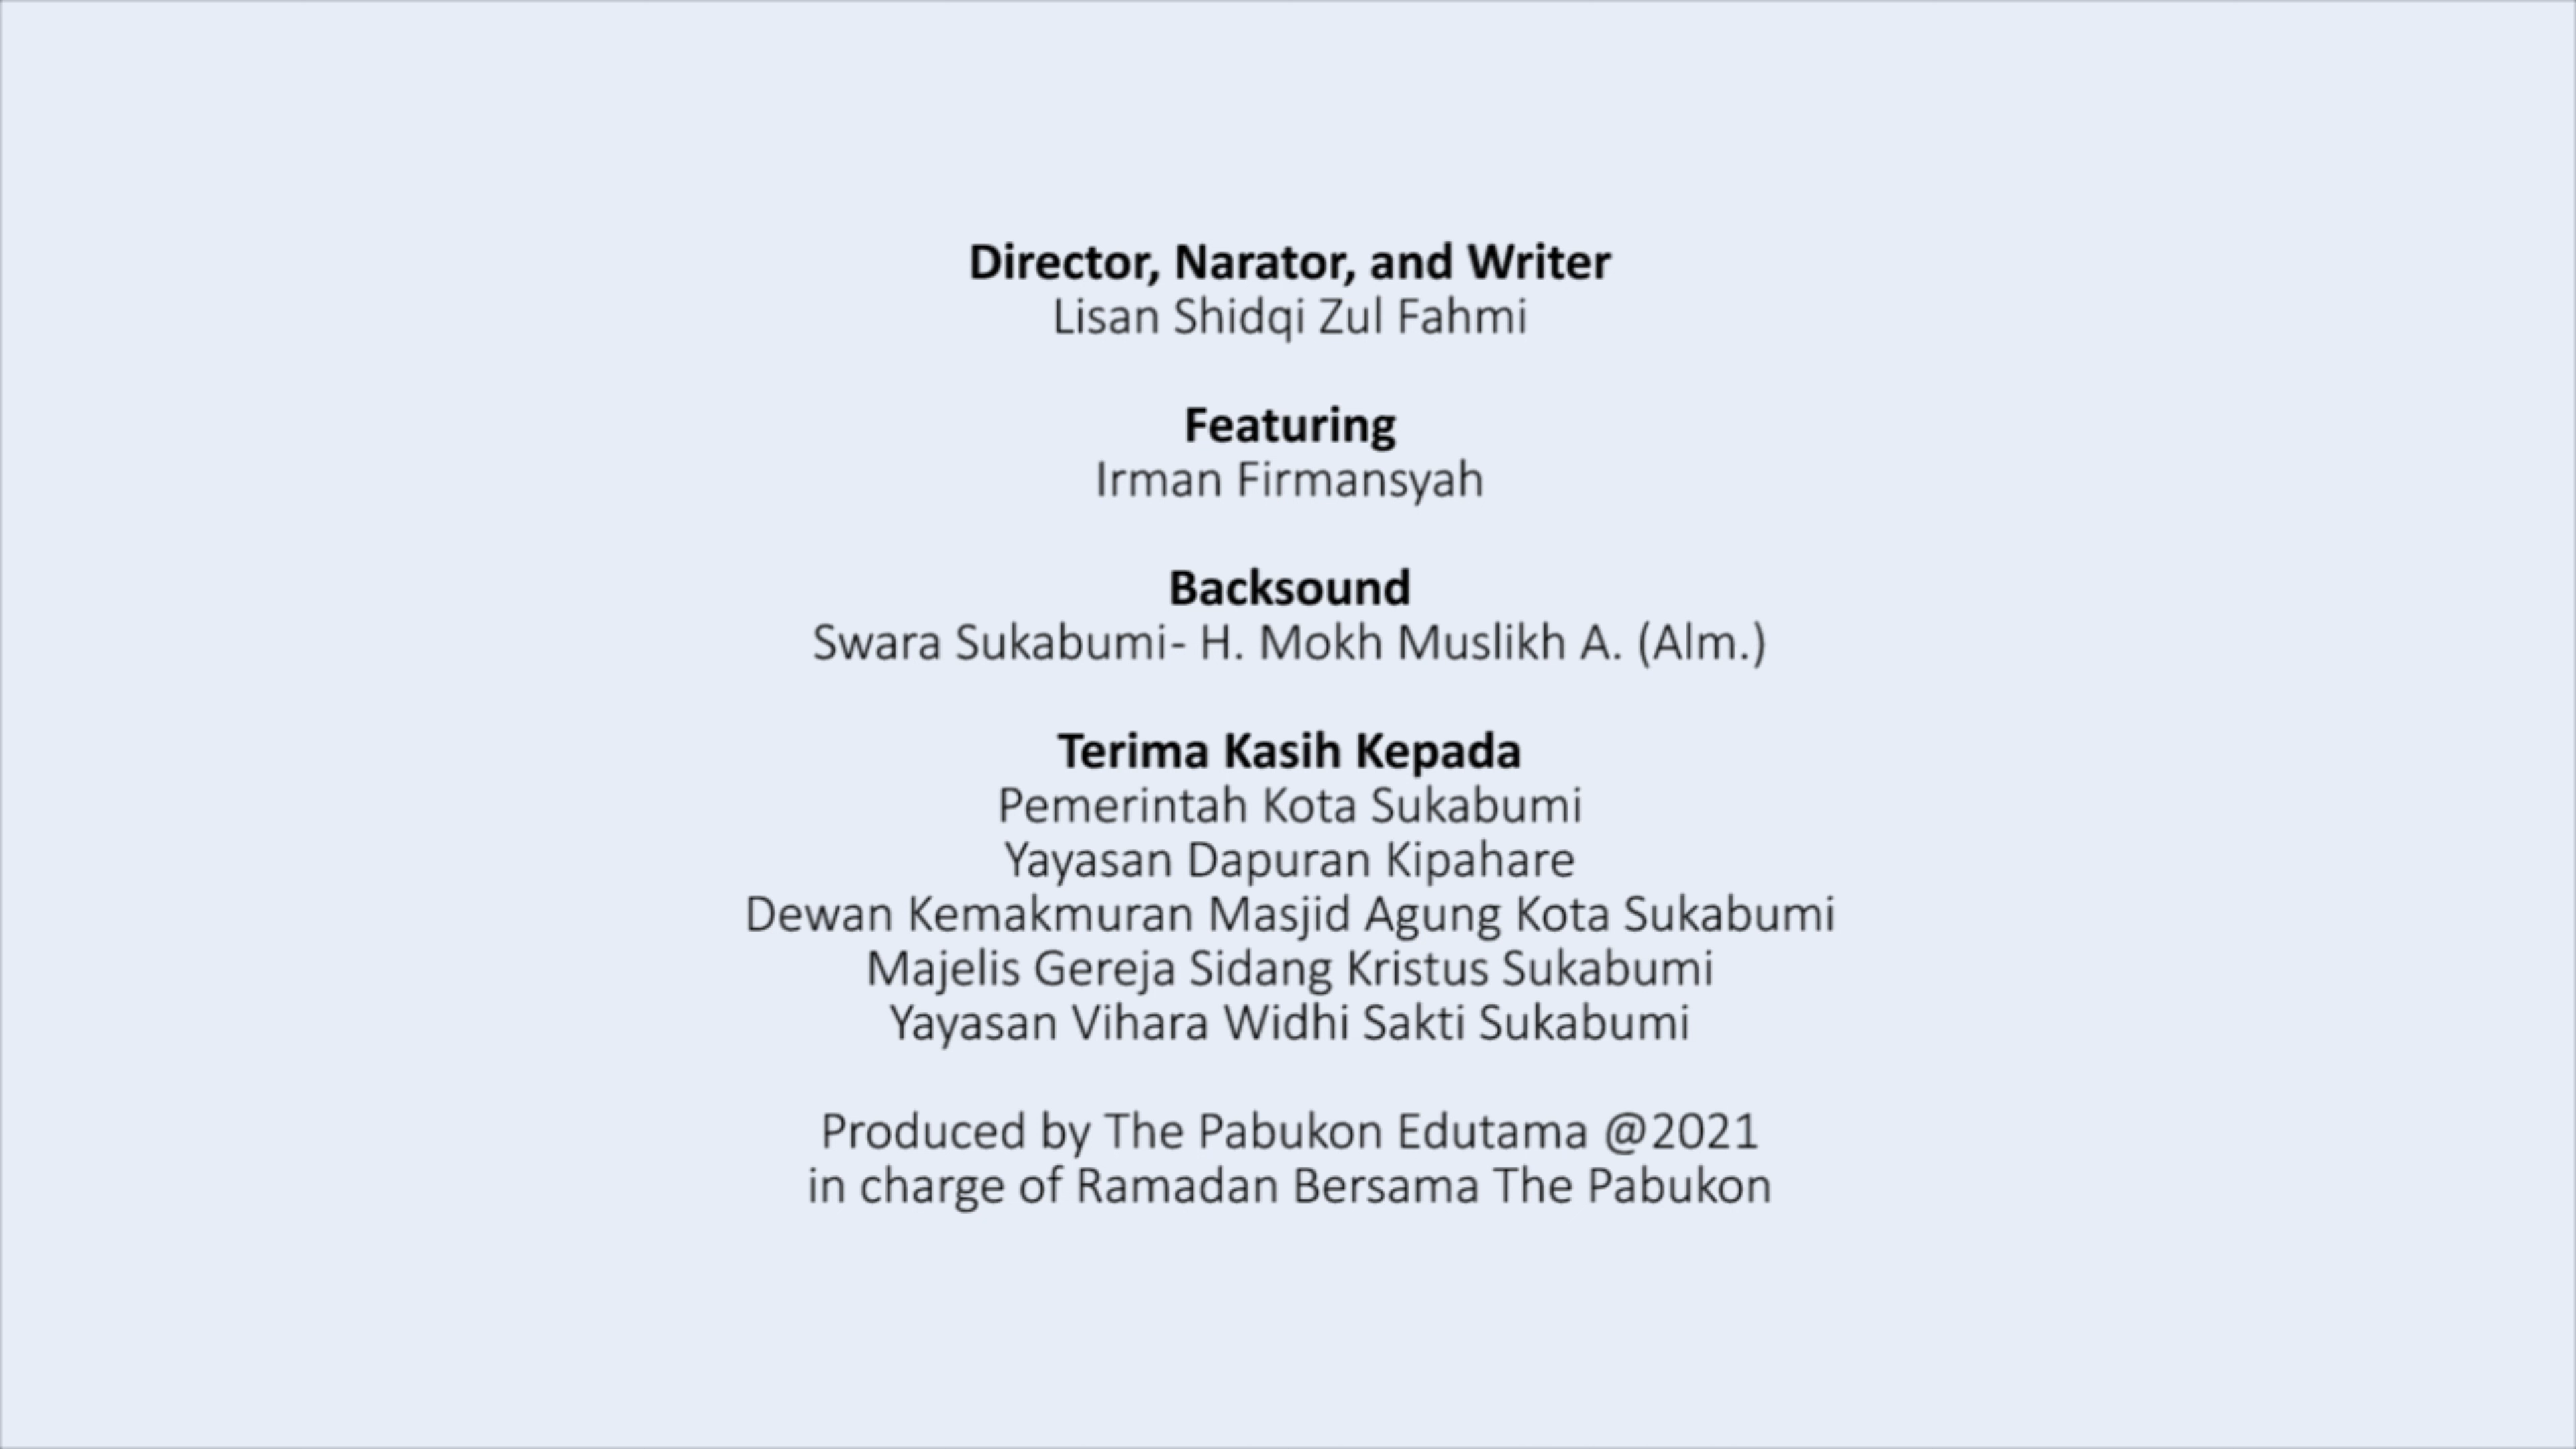 Director, Narator, and Writer
Lisan Shidqi Zul Fahmi
Featuring
Irman Firmansyah
Backsound
Swara Sukabumi- H. Mokh Muslikh A. (Alm.)
Terima Kasih Kepada
Pemerintah Kota Sukabumi
Yayasan Dapuran Kipahare
Dewan Kemakmuran Masjid Agung Kota Sukabumi
Majelis Gereja Sidang Kristus Sukabumi
Yayasan Vihara Widhi Sakti Sukabumi
Produced by The Pabukon Edutama @2021
in charge of Ramadan Bersama The Pabukon